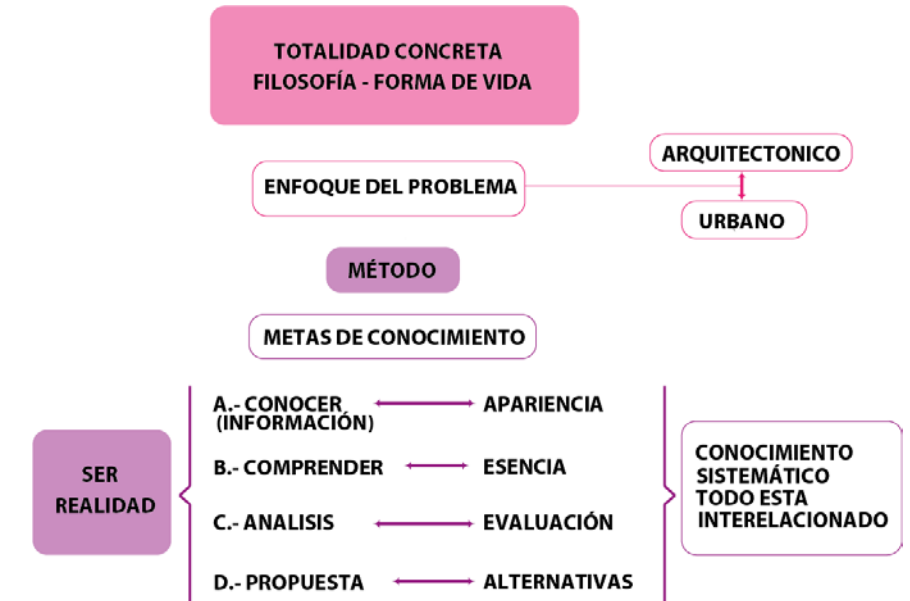 TOTALIDAD CONCRETA
FILOSOFÍA - FORMA DE VIDA
ARQUITECTONICO
ENFOQUE DEL PROBLEMA
URBANO
MÉTODO
METAS DE CONOCIMIENTO
SER
REALIDAD
A.- CONOCER
(INFORMACIÓN)
APARIENCIA
B.- COMPRENDER
ESENCIA
C.- ANALISIS
EVALUACIÓN
D.- PROPUESTA
ALTERNATIVAS
CONOCIMIENTO
SISTEMÁTICO
TODO ESTA
INTERELACIONADO